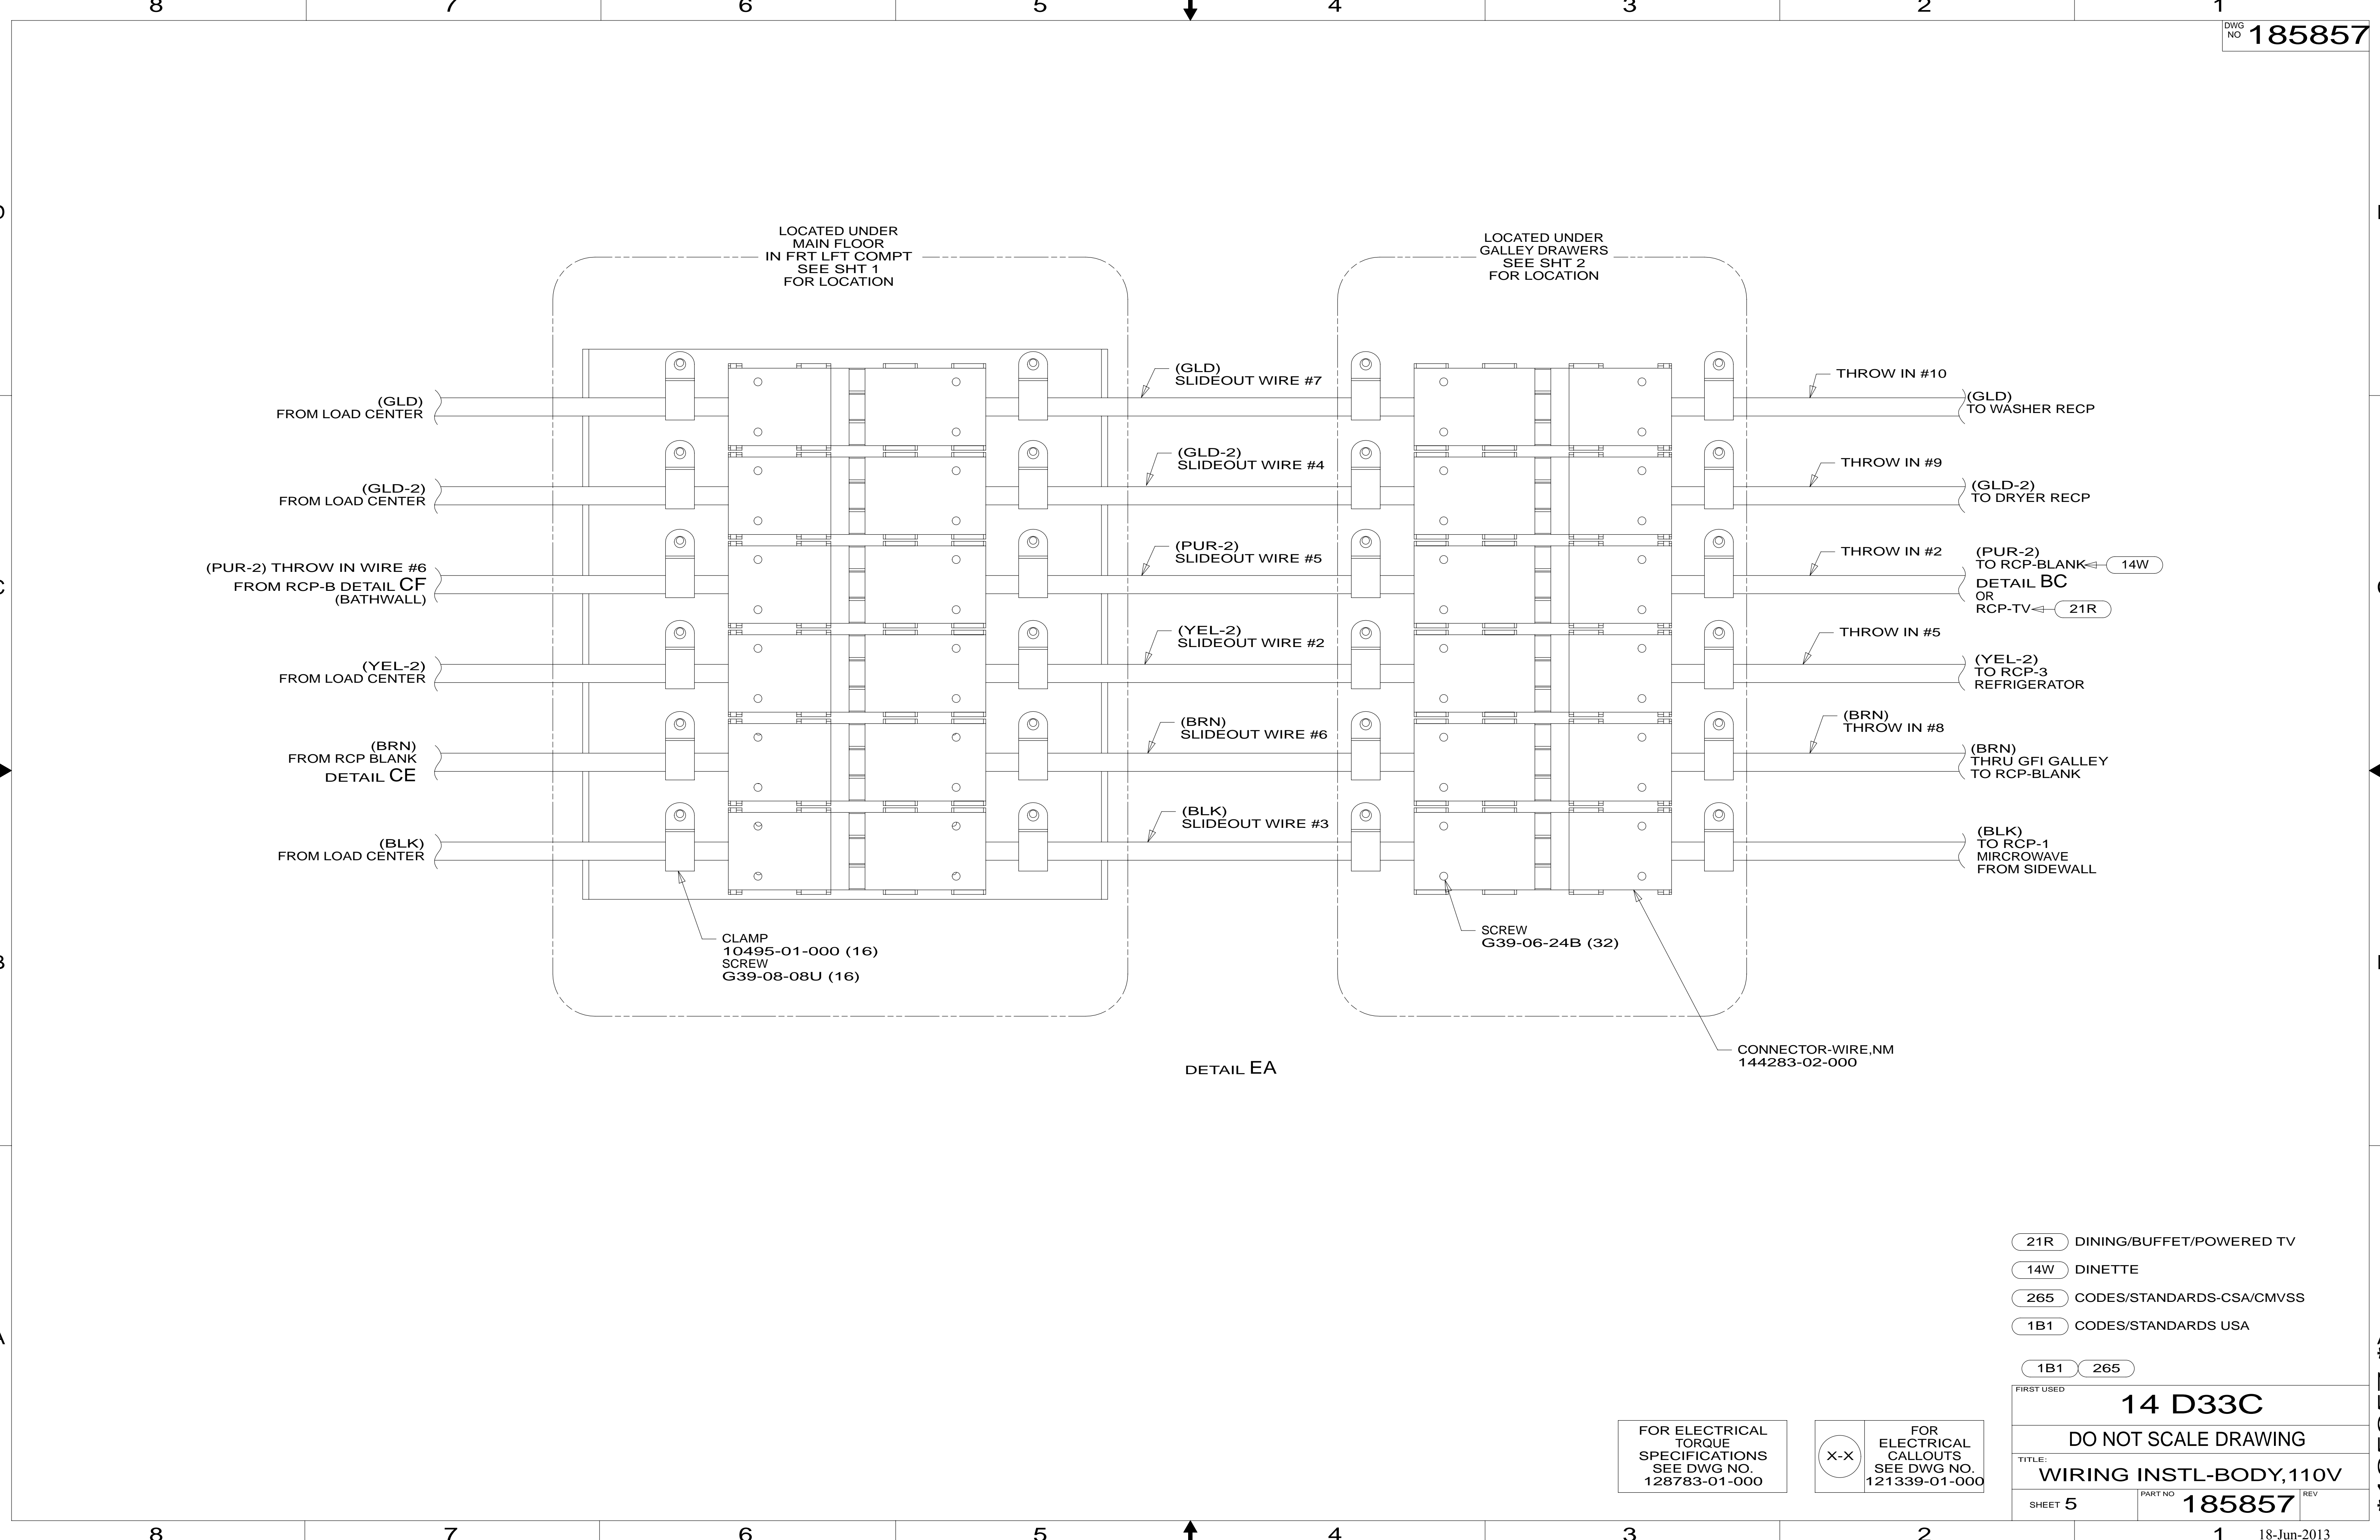 8 7 6 5 4 3 2 1
DWG NO 185857
LOCATED UNDER
MAIN FLOOR
IN FRT LFT COMPT
SEE SHT 1
FOR LOCATION
LOCATED UNDER
GALLEY DRAWERS
SEE SHT 2
FOR LOCATION
(GLD)
FROM LOAD CENTER
(GLD)
SLIDEOUT WIRE #7
THROW IN #10
(GLD)
TO WASHER RECP
(GLD-2)
FROM LOAD CENTER
(GLD-2)
SLIDEOUT WIRE #4
THROW IN #9
(GLD-2)
TO DRYER RECP
(PUR-2) THROW IN WIRE #6
FROM RCP-B DETAIL CF
(BATHWALL)
(PUR-2)
SLIDEOUT WIRE #5
THROW IN #2
(PUR-2)
TO RCP-BLANK 14W
DETAIL BC
OR
RCP-TV 21R
(YEL-2)
FROM LOAD CENTER
(YEL-2)
SLIDEOUT WIRE #2
THROW IN #5
(YEL-2)
TO RCP-3
REFRIGERATOR
(BRN)
FROM RCP BLANK
DETAIL CE
(BRN)
SLIDEOUT WIRE #6
(BRN)
THROW IN #8
(BRN)
THRU GFI GALLEY
TO RCP-BLANK
(BLK)
FROM LOAD CENTER
(BLK)
SLIDEOUT WIRE #3
(BLK)
TO RCP-1
MIRCROWAVE
FROM SIDEWALL
CLAMP
10495-01-000 (16)
SCREW
G39-08-08U (16)
SCREW
G39-06-24B (32)
CONNECTOR-WIRE,NM
144283-02-000
DETAIL EA
21R DINING/BUFFET/POWERED TV
14W DINETTE
265 CODES/STANDARDS-CSA/CMVSS
1B1 CODES/STANDARDS USA
1B1 265
FOR ELECTRICAL
TORQUE
SPECIFICATIONS
SEE DWG NO.
128783-01-000
X-X
FOR
ELECTRICAL
CALLOUTS
SEE DWG NO.
121339-01-000
FIRST USED
14 D33C
DO NOT SCALE DRAWING
TITLE:
WIRING INSTL-BODY,110V
SHEET 5
PART NO 185857
REV
8 7 6 5 4 3 2 1
18-Jun-2013